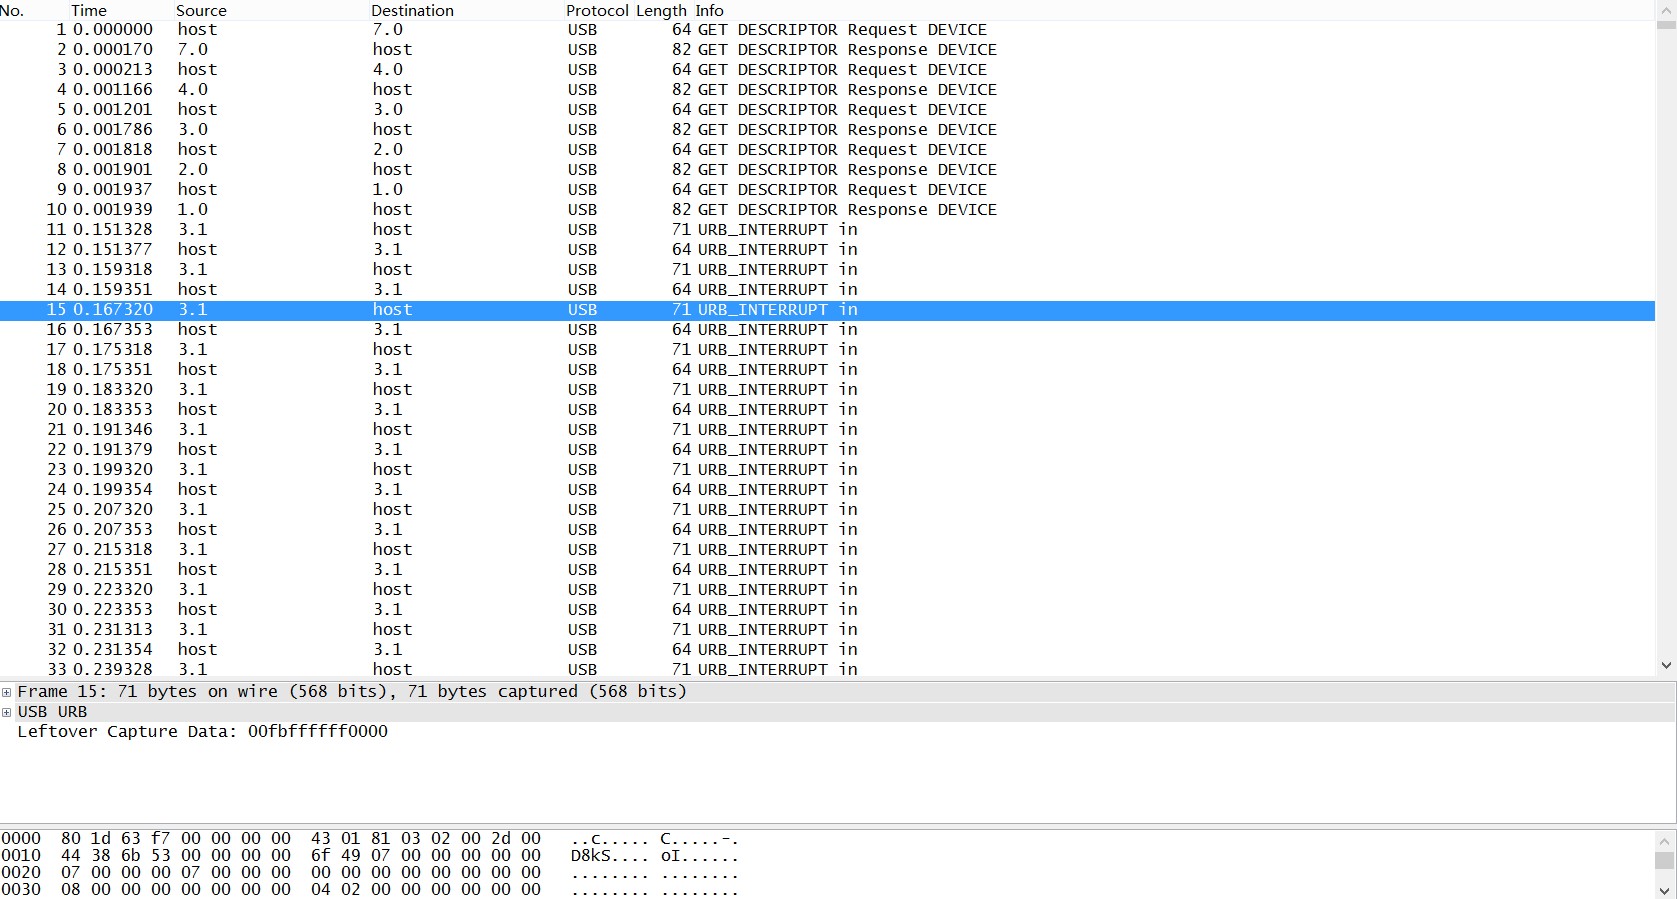 No. Time Source Destination Protocol Length Info
1 0.000000 host 7.0 USB 64 GET DESCRIPTOR Request DEVICE
2 0.000170 7.0 host USB 82 GET DESCRIPTOR Response DEVICE
3 0.000213 host 4.0 USB 64 GET DESCRIPTOR Request DEVICE
4 0.001166 4.0 host USB 82 GET DESCRIPTOR Response DEVICE
5 0.001201 host 3.0 USB 64 GET DESCRIPTOR Request DEVICE
6 0.001786 3.0 host USB 82 GET DESCRIPTOR Response DEVICE
7 0.001818 host 2.0 USB 64 GET DESCRIPTOR Request DEVICE
8 0.001901 2.0 host USB 82 GET DESCRIPTOR Response DEVICE
9 0.001937 host 1.0 USB 64 GET DESCRIPTOR Request DEVICE
10 0.001939 1.0 host USB 82 GET DESCRIPTOR Response DEVICE
11 0.151328 3.1 host USB 71 URB_INTERRUPT in
12 0.151377 host 3.1 USB 64 URB_INTERRUPT in
13 0.159318 3.1 host USB 71 URB_INTERRUPT in
14 0.159351 host 3.1 USB 64 URB_INTERRUPT in
15 0.167320 3.1 host USB 71 URB_INTERRUPT in
16 0.167353 host 3.1 USB 64 URB_INTERRUPT in
17 0.175318 3.1 host USB 71 URB_INTERRUPT in
18 0.175351 host 3.1 USB 64 URB_INTERRUPT in
19 0.183320 3.1 host USB 71 URB_INTERRUPT in
20 0.183353 host 3.1 USB 64 URB_INTERRUPT in
21 0.191346 3.1 host USB 71 URB_INTERRUPT in
22 0.191379 host 3.1 USB 64 URB_INTERRUPT in
23 0.199320 3.1 host USB 71 URB_INTERRUPT in
24 0.199354 host 3.1 USB 64 URB_INTERRUPT in
25 0.207320 3.1 host USB 71 URB_INTERRUPT in
26 0.207353 host 3.1 USB 64 URB_INTERRUPT in
27 0.215318 3.1 host USB 71 URB_INTERRUPT in
28 0.215351 host 3.1 USB 64 URB_INTERRUPT in
29 0.223320 3.1 host USB 71 URB_INTERRUPT in
30 0.223353 host 3.1 USB 64 URB_INTERRUPT in
31 0.231313 3.1 host USB 71 URB_INTERRUPT in
32 0.231354 host 3.1 USB 64 URB_INTERRUPT in
33 0.239328 3.1 host USB 71 URB_INTERRUPT in
Frame 15: 71 bytes on wire (568 bits), 71 bytes captured (568 bits)
USB URB
Leftover Capture Data: 00fbffffff0000
0000 80 1d 63 f7 00 00 00 00 43 01 81 03 02 00 2d 00 ..c..... C.....-.
0010 44 38 6b 53 00 00 00 00 6f 49 07 00 00 00 00 00 D8kS.... oI......
0020 07 00 00 00 07 00 00 00 00 00 00 00 00 00 00 00 ........ ........
0030 08 00 00 00 00 00 00 00 04 02 00 00 00 00 00 00 ........ ........